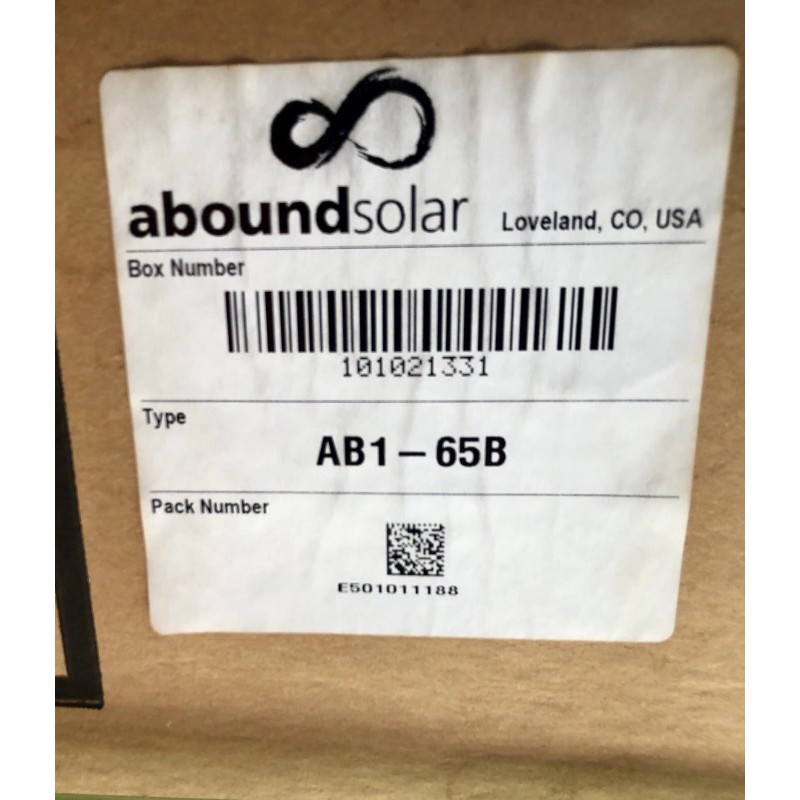 aboundsolar Loveland, CO, USA
Box Number
101021331
Type
AB1-65B
Pack Number
E501011188